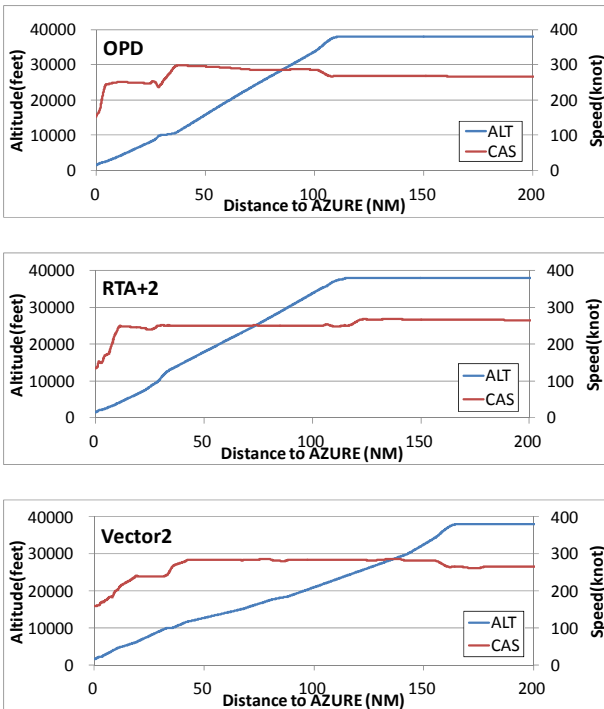 OPD
Altitude(feet)
40000
30000
20000
10000
0
Speed(knot)
400
300
200
100
0
ALT
CAS
0 50 100 150 200
Distance to AZURE (NM)
RTA+2
Altitude(feet)
40000
30000
20000
10000
0
Speed(knot)
400
300
200
100
0
ALT
CAS
0 50 100 150 200
Distance to AZURE (NM)
Vector2
Altitude(feet)
40000
30000
20000
10000
0
Speed(knot)
400
300
200
100
0
ALT
CAS
0 50 100 150 200
Distance to AZURE (NM)